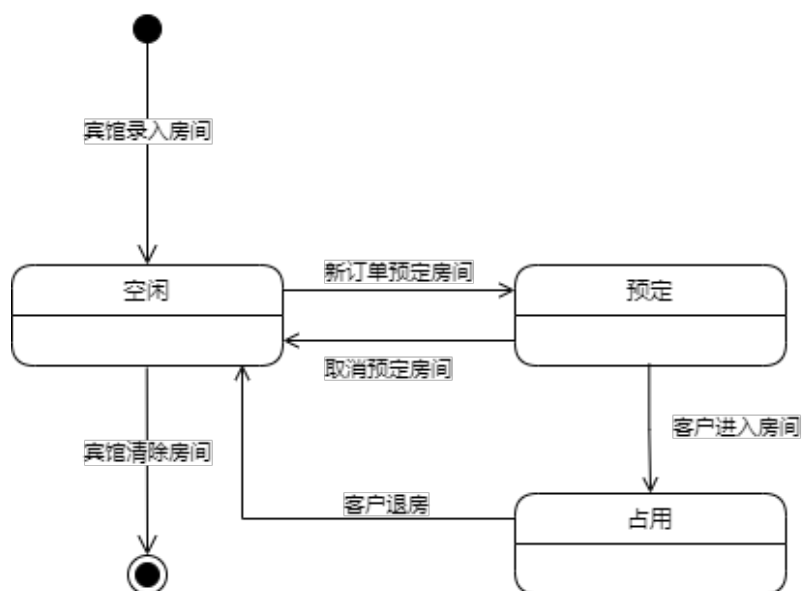 宾馆录入房间
新订单预定房间
空闲
预定
取消预定房间
客户进入房间
宾馆清除房间
客户退房
占用